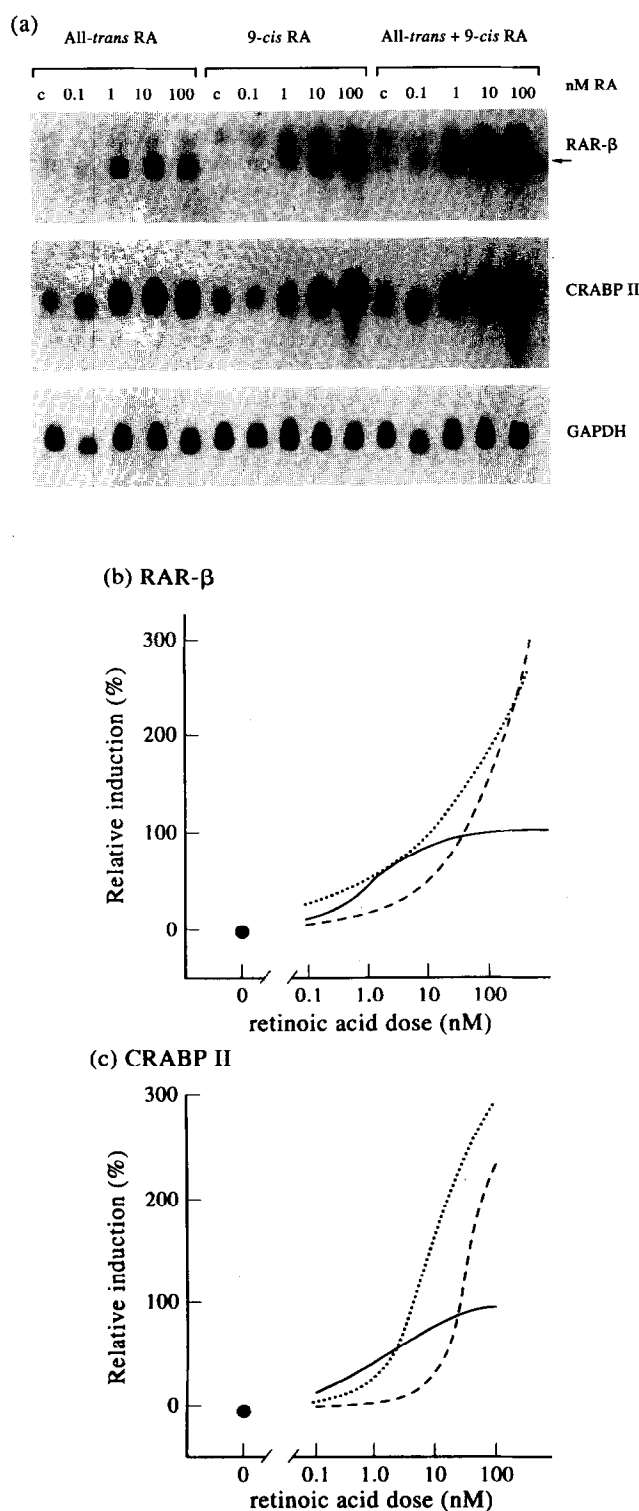 (a)
All-trans RA 9-cis RA All-trans + 9-cis RA
c 0.1 1 10 100 c 0.1 1 10 100 c 0.1 1 10 100 nM RA
RAR-β
CRABP II
GAPDH
(b) RAR-β
Relative induction (%)
300
200
100
0
0 0.1 1.0 10 100
retinoic acid dose (nM)
(c) CRABP II
Relative induction (%)
300
200
100
0
0 0.1 1.0 10 100
retinoic acid dose (nM)